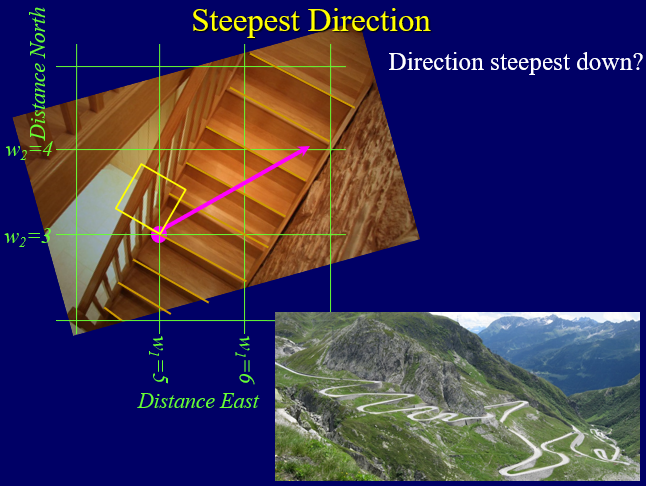 Steepest Direction
Direction steepest down?
Distance North
w₂=4
w₂=3
w₁=5
w₁=6
Distance East